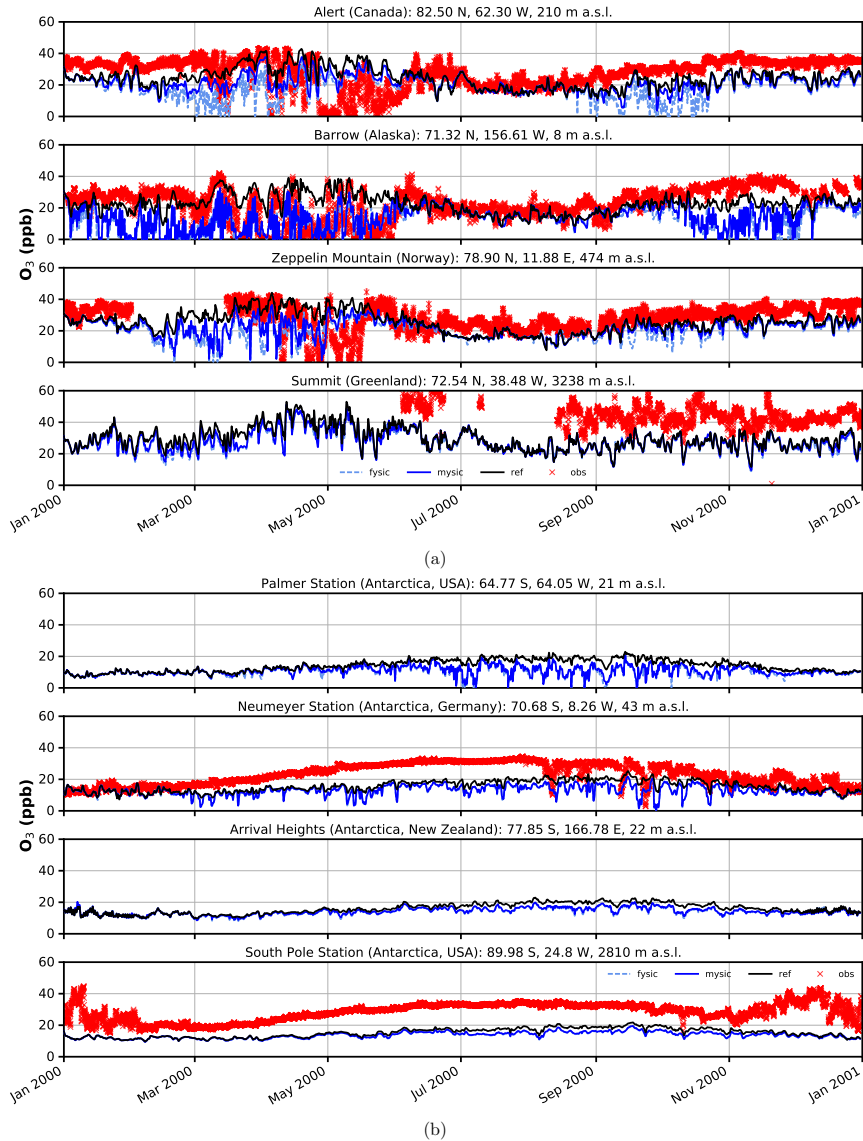 Alert (Canada): 82.50 N, 62.30 W, 210 m a.s.l.
60
40
20
0
Barrow (Alaska): 71.32 N, 156.61 W, 8 m a.s.l.
60
40
20
0
O3 (ppb)
Zeppelin Mountain (Norway): 78.90 N, 11.88 E, 474 m a.s.l.
60
40
20
0
Summit (Greenland): 72.54 N, 38.48 W, 3238 m a.s.l.
60
40
20
0
fysic mysic ref obs
Jan 2000 Mar 2000 May 2000 Jul 2000 Sep 2000 Nov 2000 Jan 2001
(a)
Palmer Station (Antarctica, USA): 64.77 S, 64.05 W, 21 m a.s.l.
60
40
20
0
Neumeyer Station (Antarctica, Germany): 70.68 S, 8.26 W, 43 m a.s.l.
60
40
20
0
O3 (ppb)
Arrival Heights (Antarctica, New Zealand): 77.85 S, 166.78 E, 22 m a.s.l.
60
40
20
0
South Pole Station (Antarctica, USA): 89.98 S, 24.8 W, 2810 m a.s.l.
60
40
20
0
fysic mysic ref obs
Jan 2000 Mar 2000 May 2000 Jul 2000 Sep 2000 Nov 2000 Jan 2001
(b)